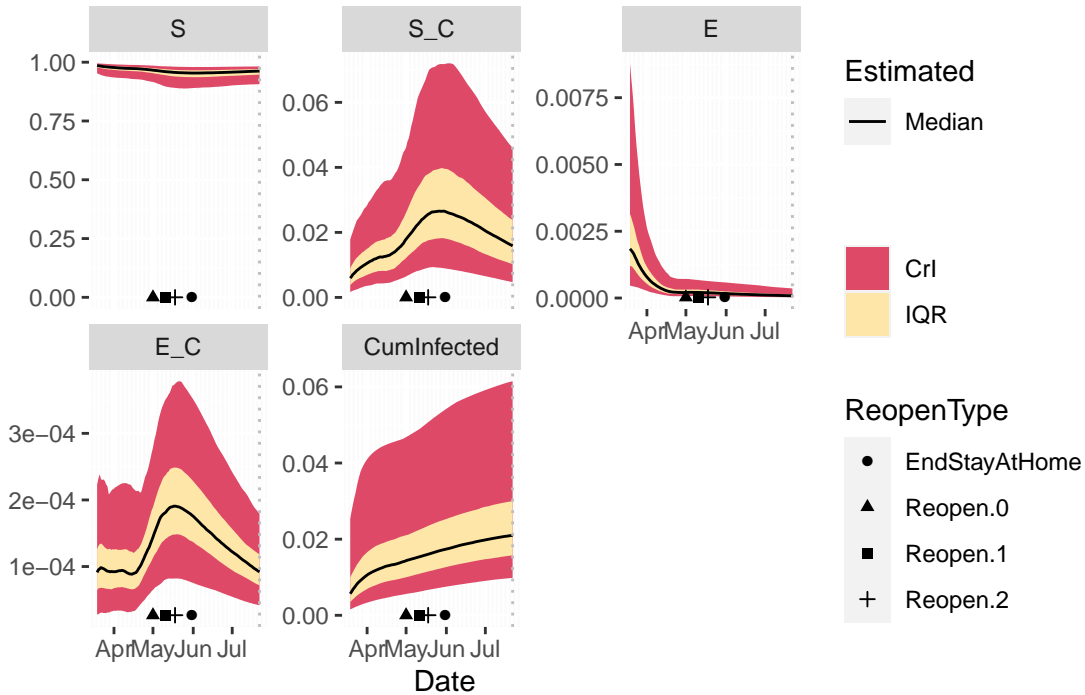 S
1.00
0.75
0.50
0.25
0.00
S_C
0.06
0.04
0.02
0.00
E
0.0075
0.0050
0.0025
0.0000
Apr May Jun Jul
E_C
3e−04
2e−04
1e−04
Apr May Jun Jul
CumInfected
0.06
0.04
0.02
0.00
Apr May Jun Jul
Date
Estimated
Median
CrI
IQR
ReopenType
EndStayAtHome
Reopen.0
Reopen.1
Reopen.2